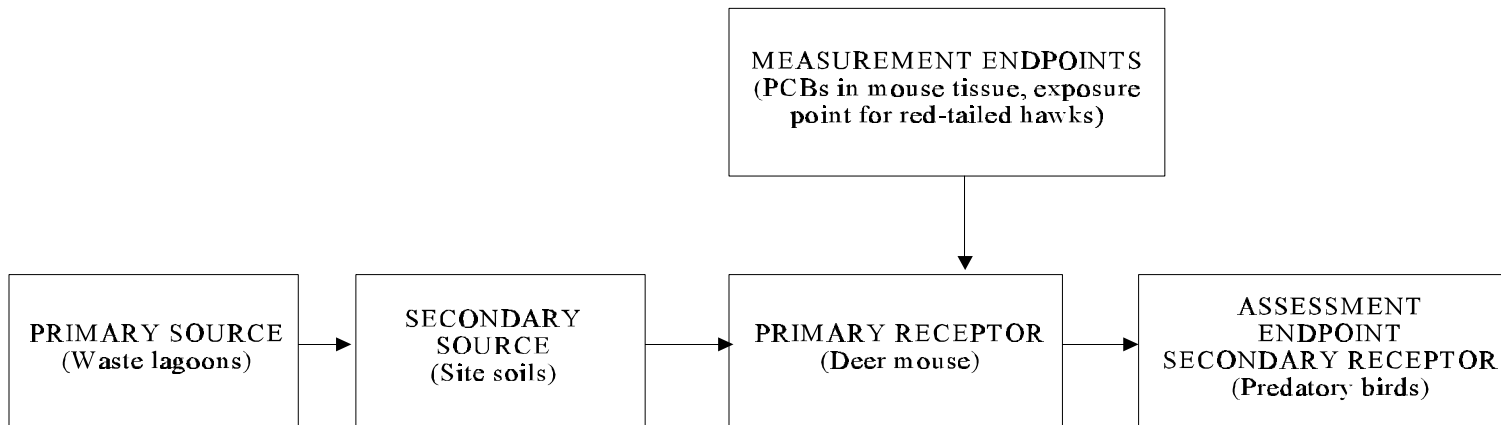 MEASUREMENT ENDPOINTS
(PCBs in mouse tissue, exposure
point for red-tailed hawks)
PRIMARY SOURCE
(Waste lagoons)
SECONDARY
SOURCE
(Site soils)
PRIMARY RECEPTOR
(Deer mouse)
ASSESSMENT
ENDPOINT
SECONDARY RECEPTOR
(Predatory birds)